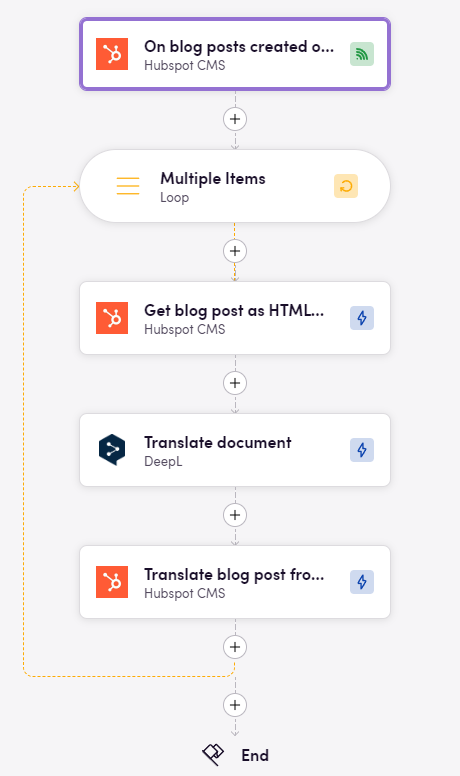 On blog posts created o...
Hubspot CMS
Multiple Items
Loop
Get blog post as HTML...
Hubspot CMS
Translate document
DeepL
Translate blog post fro...
Hubspot CMS
End